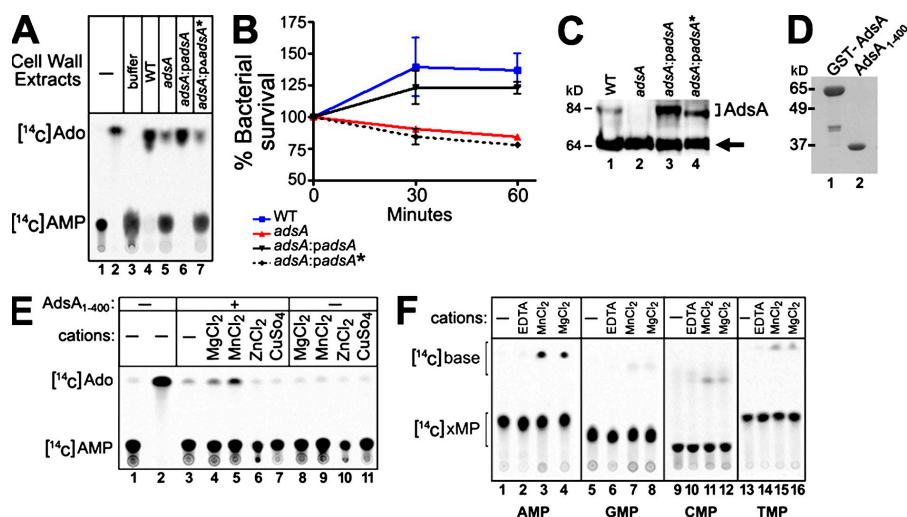 A
Cell Wall
Extracts
–
buffer
WT
adsA
adsA:padsA
adsA:p▵▵adsA*
[¹⁴C]Ado
[¹⁴C]AMP
1 2 3 4 5 6 7
B
% Bacterial
survival
175
150
125
100
125
75
50
0 30 60
Minutes
WT
adsA
adsA:padsA
adsA:padsA*
C
WT
adsA
adsA:padsA
adsA:padsA*
kD
84
64
AdsA
1 2 3 4
D
GST-AdsA
AdsA₁₋₄₀₀
kD
65
49
37
1 2
E
AdsA₁₋₄₀₀: – + –
cations: – – – MgCl₂ MnCl₂ ZnCl₂ CuSo₄ MgCl₂ MnCl₂ ZnCl₂ CuSO₄
[¹⁴C]Ado
[¹⁴C]AMP
1 2 3 4 5 6 7 8 9 10 11
F
cations: – EDTA MnCl₂ MgCl₂ – EDTA MnCl₂ MgCl₂ – EDTA MnCl₂ MgCl₂ – EDTA MnCl₂ MgCl₂
[¹⁴C]base
[¹⁴C]xMP
1 2 3 4 5 6 7 8 9 10 11 12 13 14 15 16
AMP GMP CMP TMP